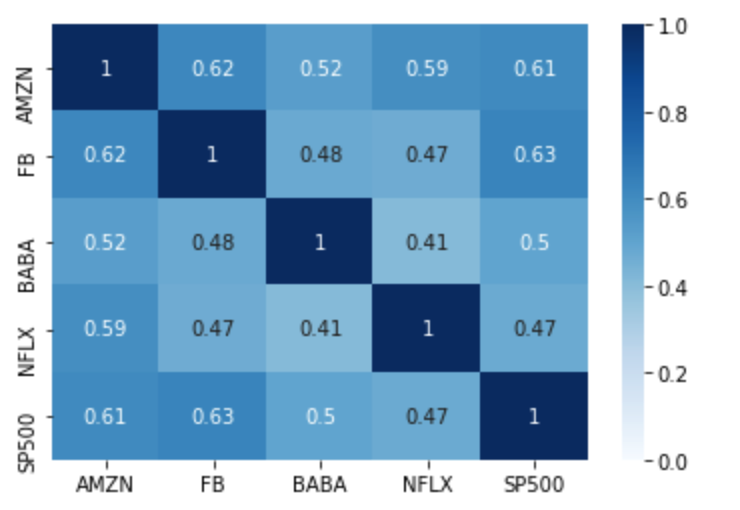 AMZN 1 0.62 0.52 0.59 0.61
FB 0.62 1 0.48 0.47 0.63
BABA 0.52 0.48 1 0.41 0.5
NFLX 0.59 0.47 0.41 1 0.47
SP500 0.61 0.63 0.5 0.47 1
AMZN FB BABA NFLX SP500
1.0
0.8
0.6
0.4
0.2
0.0